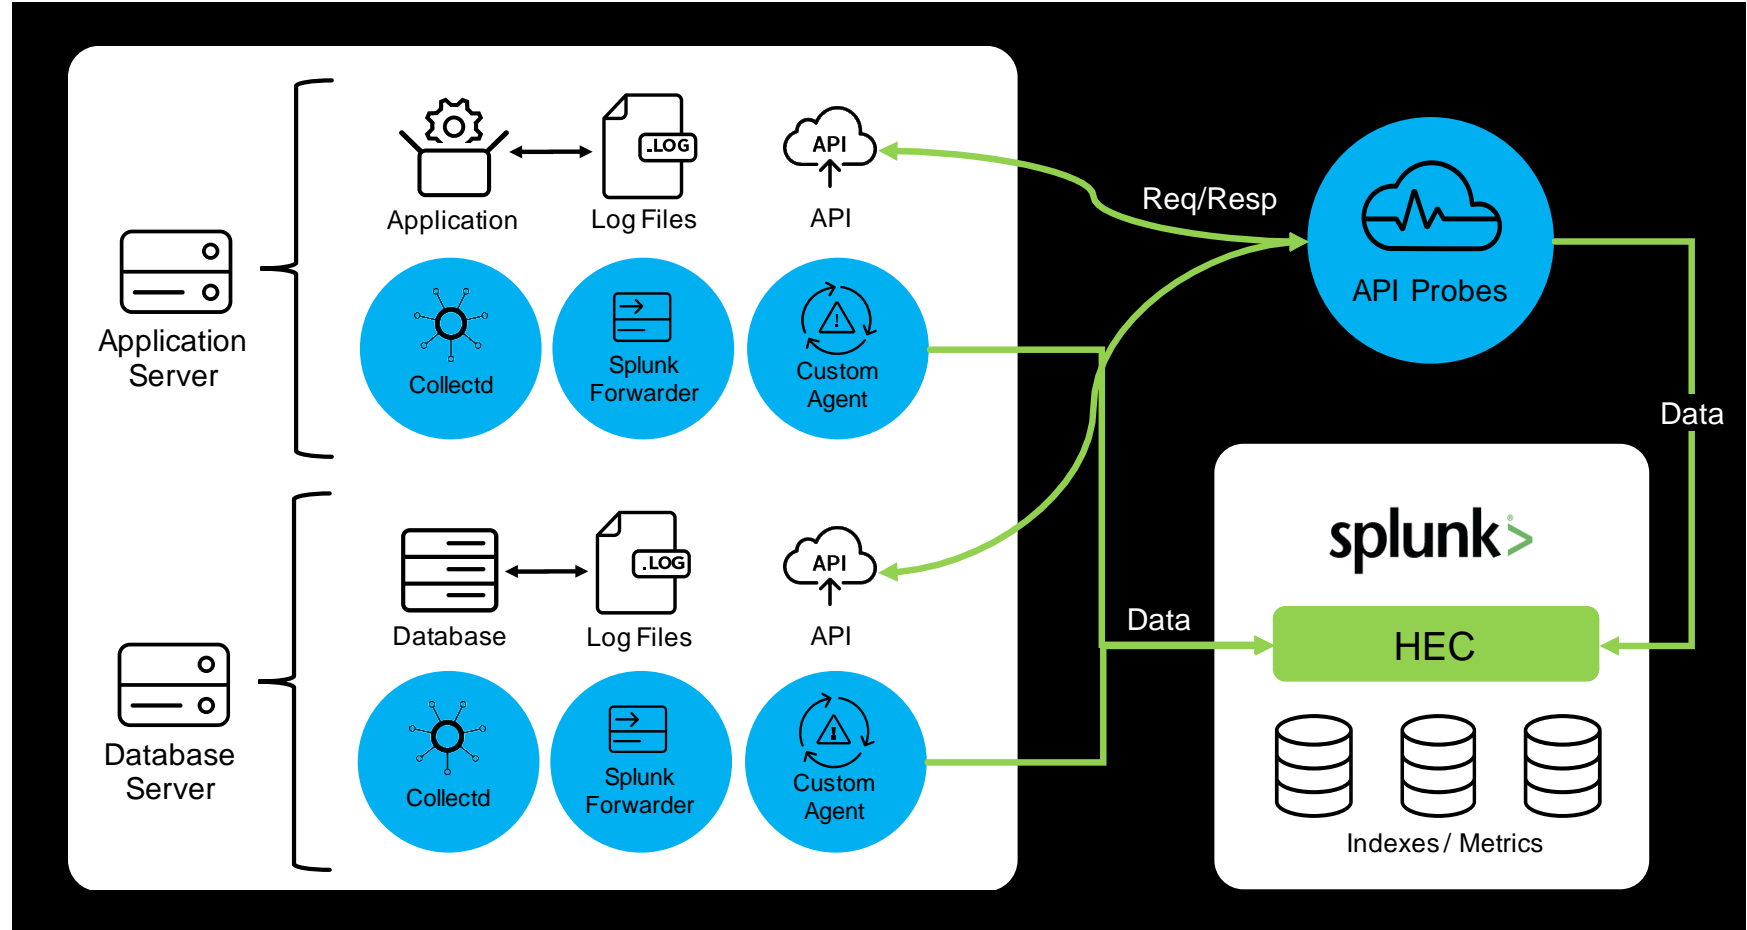 .LOG
API
Application
Log Files
API
Req/Resp
API Probes
Application
Server
Collectd
Splunk
Forwarder
Custom
Agent
Data
splunk>
.LOG
API
Database
Log Files
API
Data
HEC
Database
Server
Collectd
Splunk
Forwarder
Custom
Agent
Indexes / Metrics